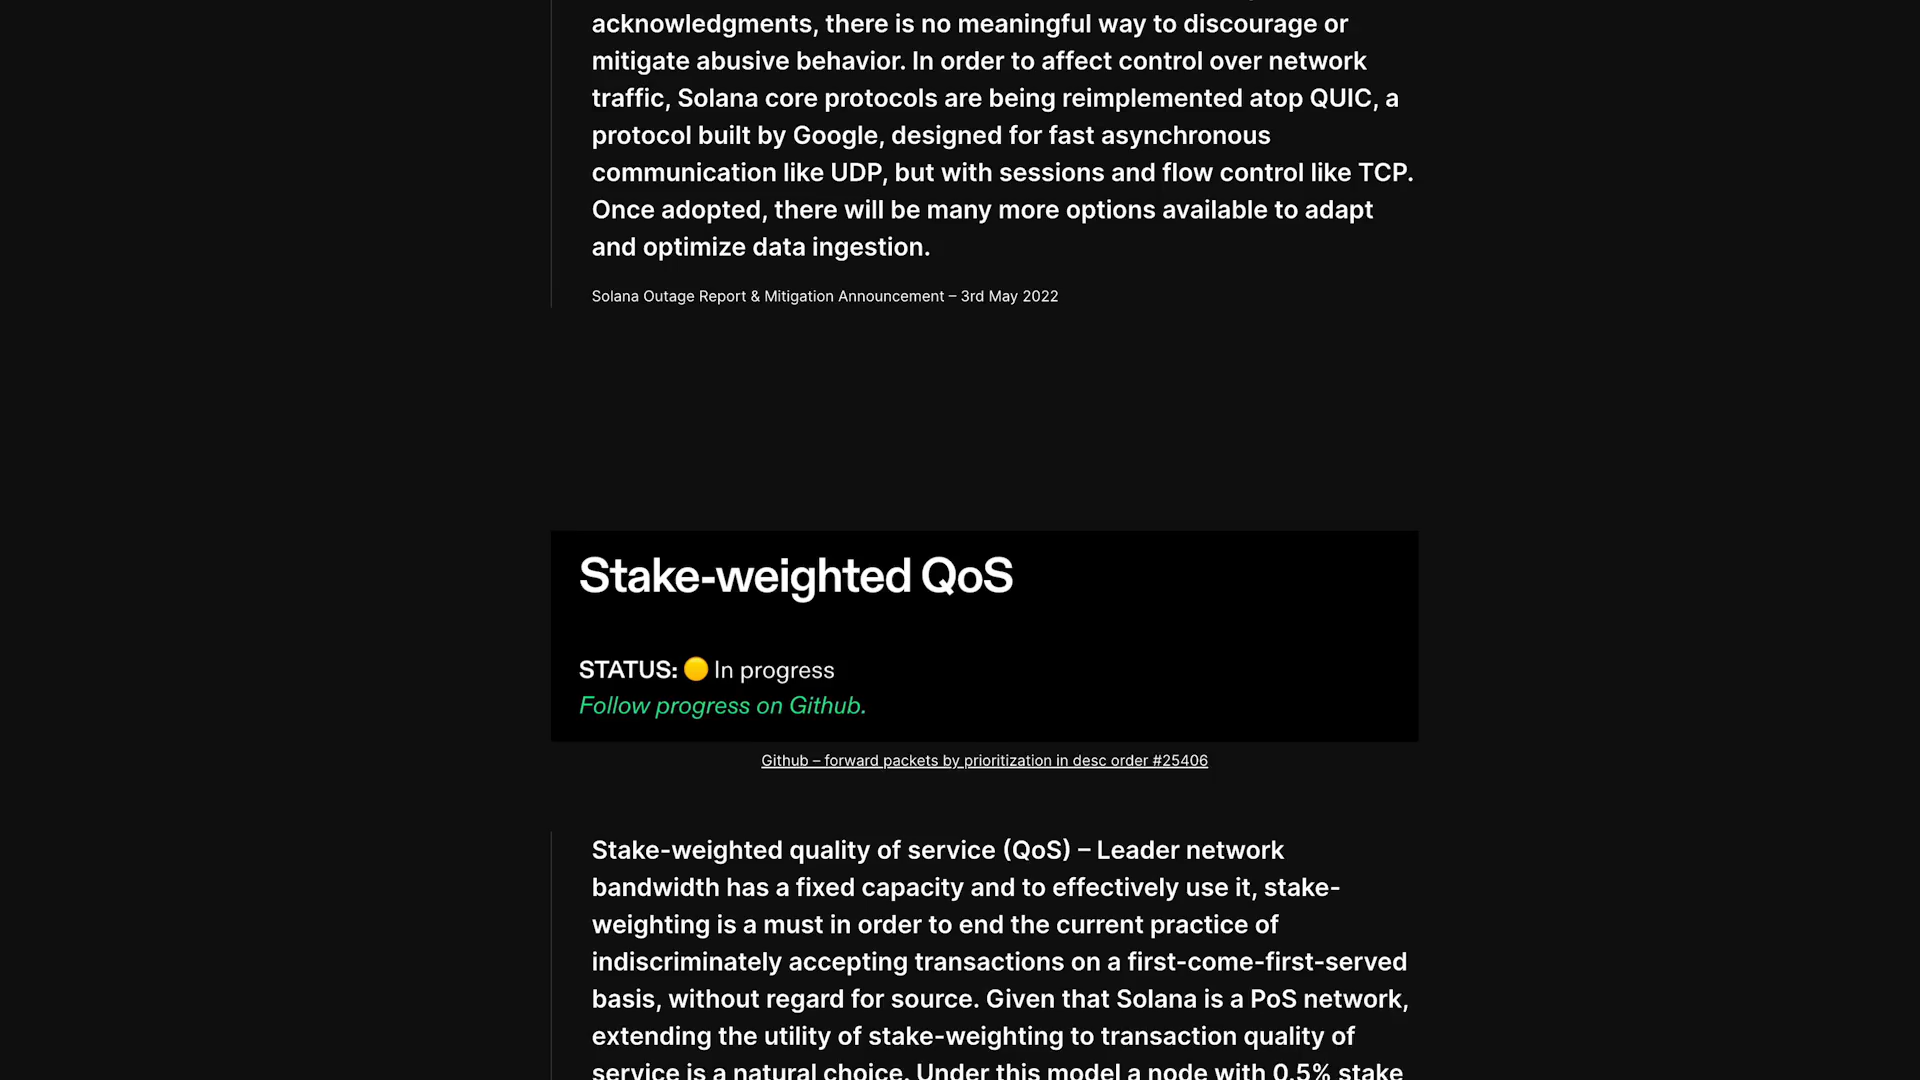 acknowledgments, there is no meaningful way to discourage or
mitigate abusive behavior. In order to affect control over network
traffic, Solana core protocols are being reimplemented atop QUIC, a
protocol built by Google, designed for fast asynchronous
communication like UDP, but with sessions and flow control like TCP.
Once adopted, there will be many more options available to adapt
and optimize data ingestion.
Solana Outage Report & Mitigation Announcement – 3rd May 2022
Stake-weighted QoS
STATUS: 🟡 In progress
Follow progress on Github.
Github – forward packets by prioritization in desc order #25406
Stake-weighted quality of service (QoS) – Leader network
bandwidth has a fixed capacity and to effectively use it, stake-
weighting is a must in order to end the current practice of
indiscriminately accepting transactions on a first-come-first-served
basis, without regard for source. Given that Solana is a PoS network,
extending the utility of stake-weighting to transaction quality of
service is a natural choice. Under this model a node with 0.5% stake